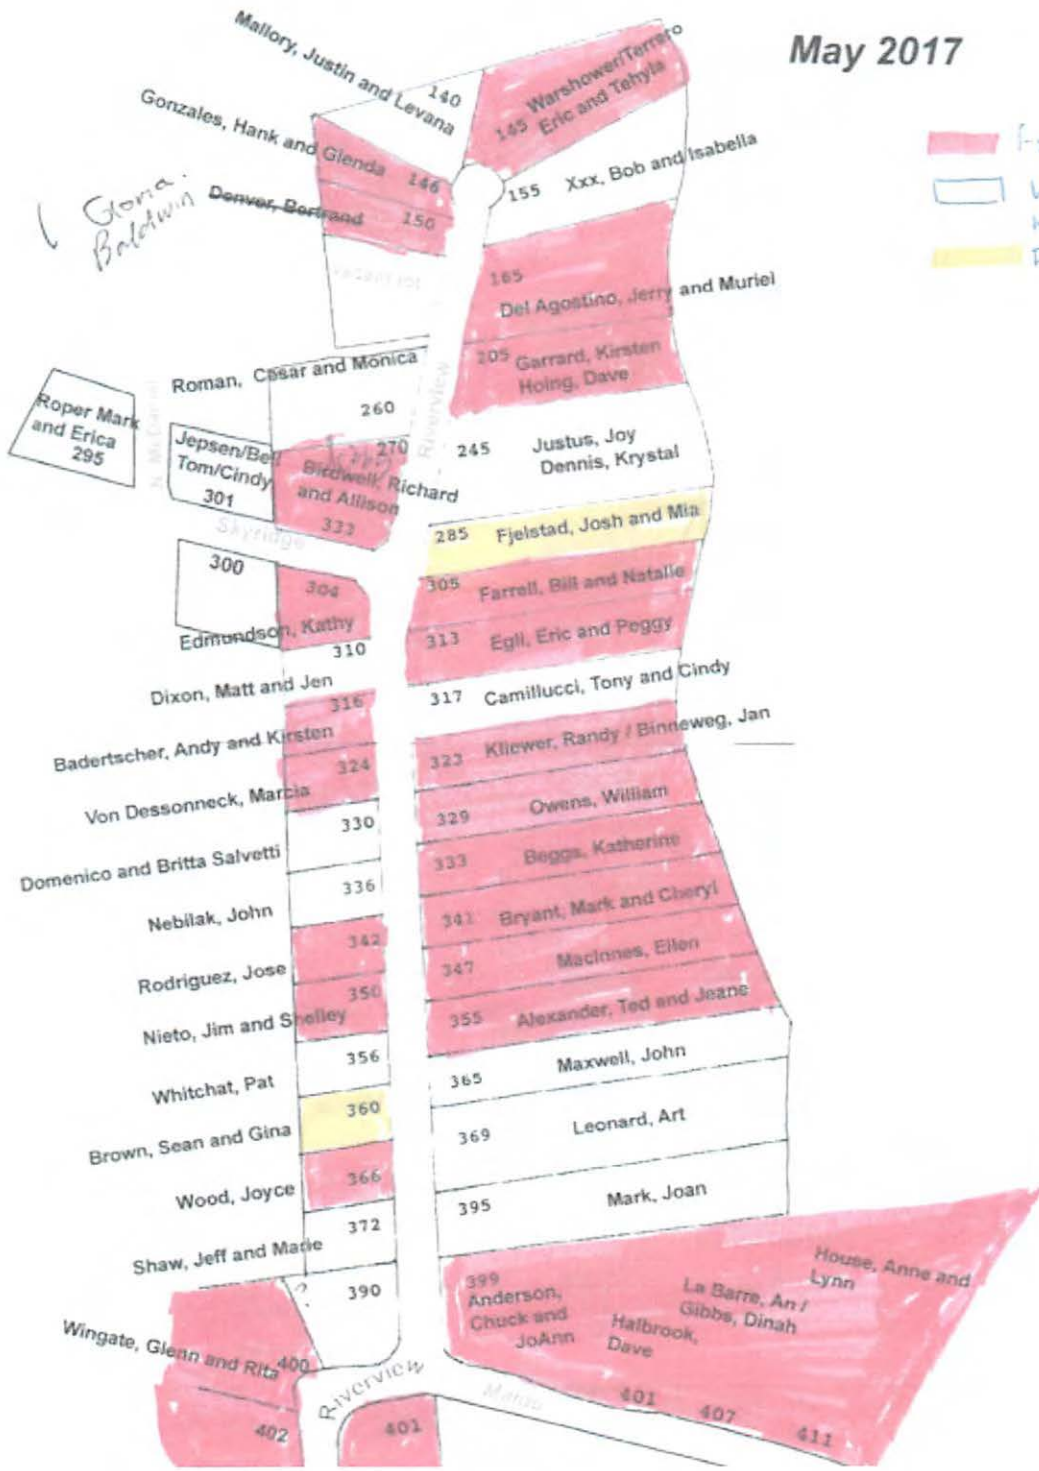 May 2017
Mallory, Justin and Levana
140
Warshower/Terrero
145 Eric and Tehyla
Gonzales, Hank and Glenda 146
155 Xxx, Bob and Isabella
Gloria
Baldwin
Denver, Bertrand 150
vacant lot
165
Del Agostino, Jerry and Muriel
205 Garrard, Kirsten
Hoing, Dave
Riverview
Roman, Cesar and Monica
260
Roper Mark
and Erica
295
Jepsen/Bell
Tom/Cindy
301
270
Birdwell, Richard
and Allison
333
245 Justus, Joy
Dennis, Krystal
Skyridge
285 Fjelstad, Josh and Mia
300
304
305 Farrell, Bill and Natalie
Edmundson, Kathy
310
313 Egli, Eric and Peggy
Dixon, Matt and Jen
316
317 Camillucci, Tony and Cindy
Badertscher, Andy and Kirsten
324
323 Kliewer, Randy / Binneweg, Jan
Von Dessonneck, Marcia
330
329 Owens, William
Domenico and Britta Salvetti
336
333 Beggs, Katherine
Nebilak, John
342
341 Bryant, Mark and Cheryl
Rodriguez, Jose
350
347 MacInnes, Ellen
Nieto, Jim and Shelley
356
355 Alexander, Ted and Jeane
Whitchat, Pat
360
365 Maxwell, John
Brown, Sean and Gina
366
369 Leonard, Art
Wood, Joyce
372
395 Mark, Joan
Shaw, Jeff and Marie
390
399
Anderson,
Chuck and
JoAnn
Halbrook,
Dave
La Barre, An /
Gibbs, Dinah
House, Anne and
Lynn
Wingate, Glenn and Rita 400
Riverview
401
407
411
402
401